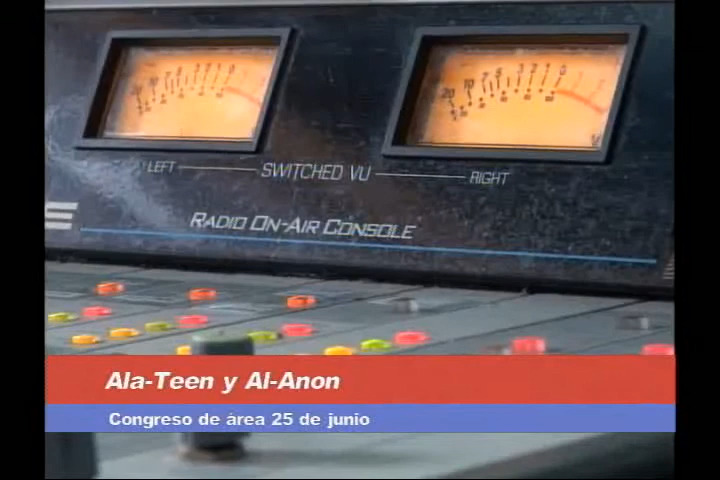 LEFT SWITCHED VU RIGHT
RADIO ON-AIR CONSOLE
Ala-Teen y Al-Anon
Congreso de área 25 de junio